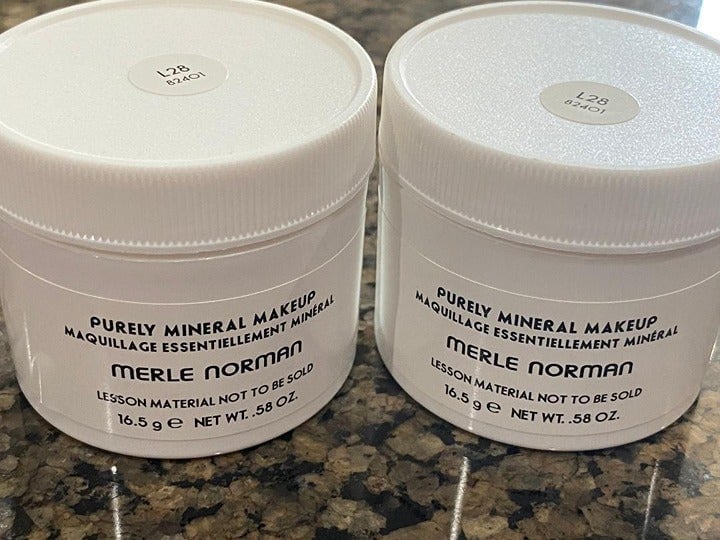 L28
82401
PURELY MINERAL MAKEUP
MAQUILLAGE ESSENTIELLEMENT MINÉRAL
MERLE NORMAN
LESSON MATERIAL NOT TO BE SOLD
16.5 g e NET WT. .58 OZ.
L28
82401
PURELY MINERAL MAKEUP
MAQUILLAGE ESSENTIELLEMENT MINÉRAL
MERLE NORMAN
LESSON MATERIAL NOT TO BE SOLD
16.5 g e NET WT. .58 OZ.